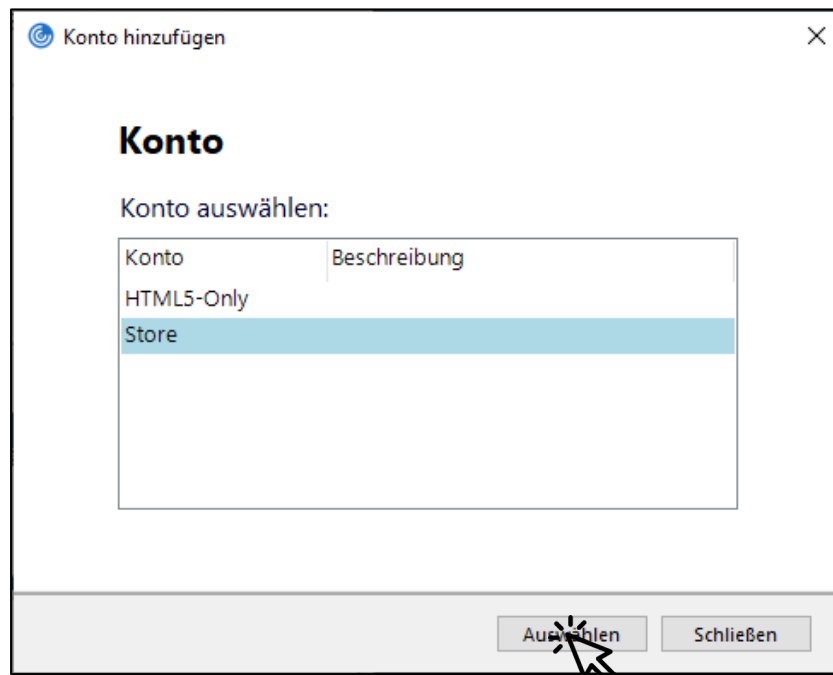 Konto hinzufügen
Konto
Konto auswählen:
Konto Beschreibung
HTML5-Only
Store
Auswählen Schließen